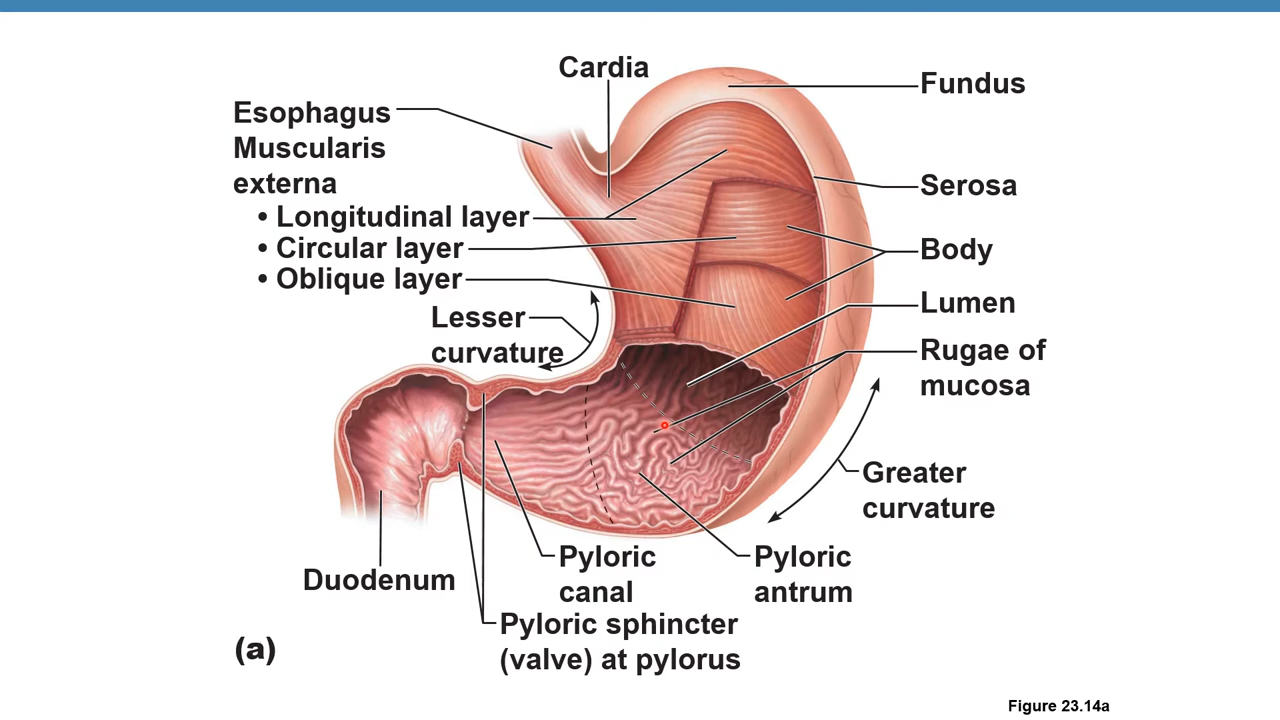 Cardia
Fundus
Esophagus
Muscularis
externa
• Longitudinal layer
• Circular layer
• Oblique layer
Serosa
Body
Lumen
Lesser
curvature
Rugae of
mucosa
Greater
curvature
Duodenum
Pyloric
canal
Pyloric
antrum
Pyloric sphincter
(valve) at pylorus
(a)
Figure 23.14a